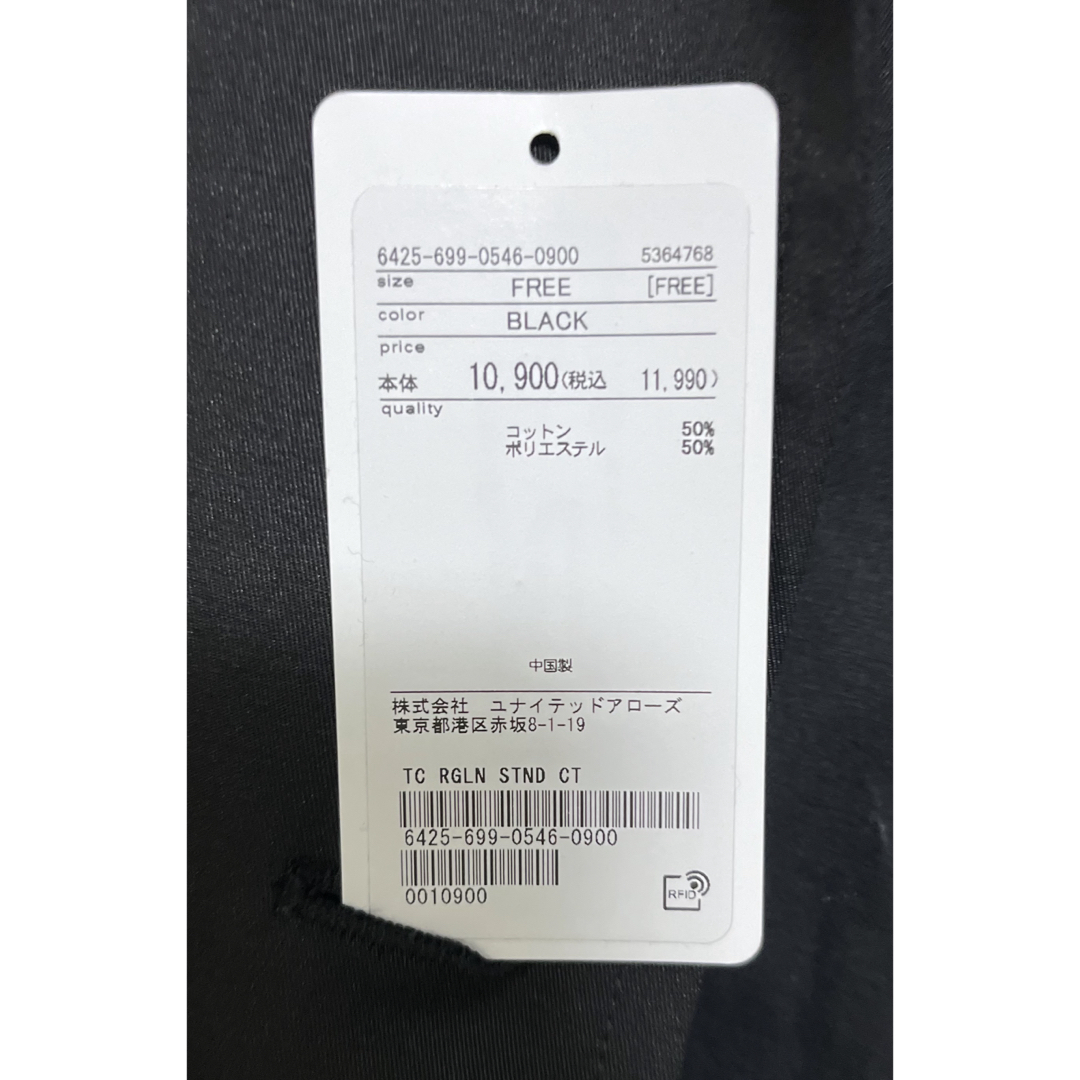 6425-699-0546-0900 5364768
size FREE [FREE]
color BLACK
price
本体 10,900(税込 11,990)
quality
コットン 50%
ポリエステル 50%
中国製
株式会社 ユナイテッドアローズ
東京都港区赤坂8-1-19
TC RGLN STND CT
6425-699-0546-0900
0010900
RFID